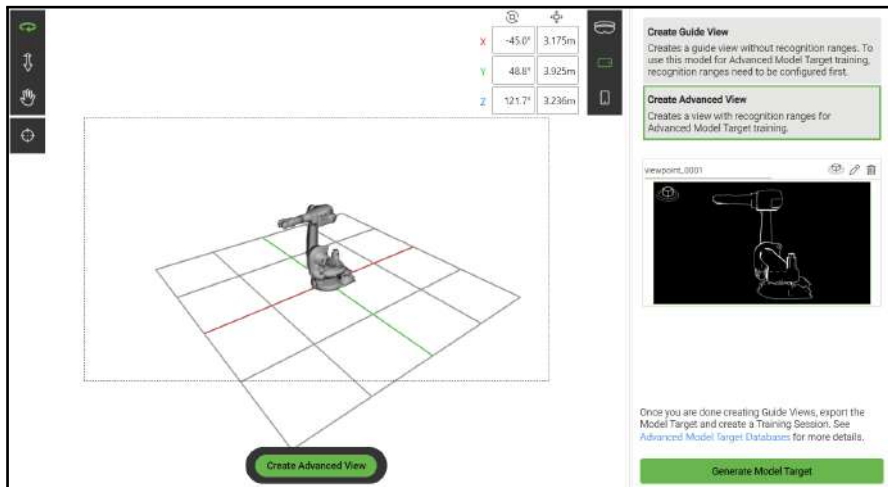 X -45.0° 3.175m
Y 48.8° 3.925m
Z 121.7° 3.236m
Create Advanced View
Create Guide View
Creates a guide view without recognition ranges. To
use this model for Advanced Model Target training,
recognition ranges need to be configured first.
Create Advanced View
Creates a view with recognition ranges for
Advanced Model Target training.
viewpoint_0001
Once you are done creating Guide Views, export the
Model Target and create a Training Session. See
Advanced Model Target Databases for more details.
Generate Model Target